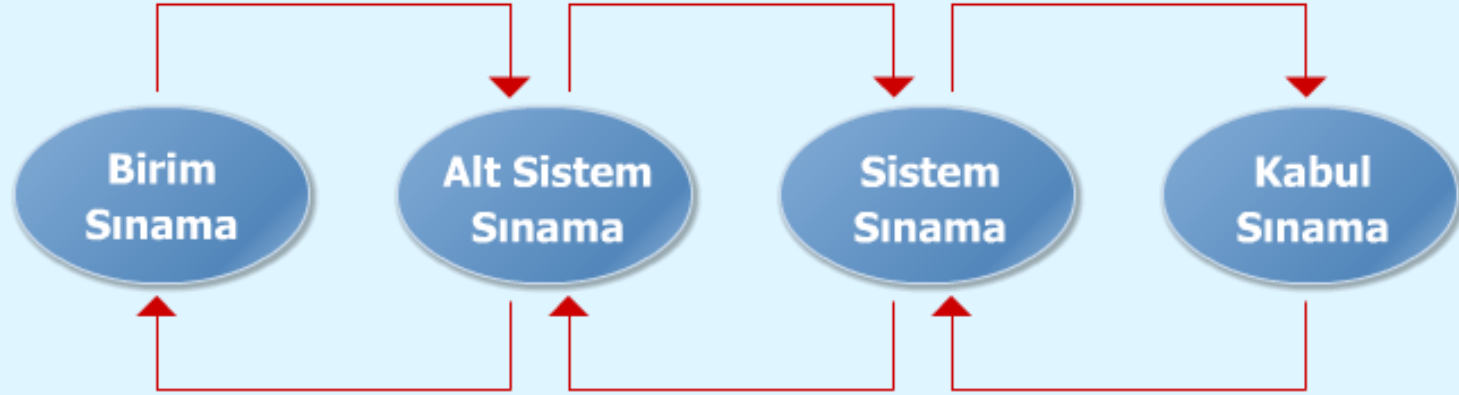 Birim
Sınama
Alt Sistem
Sınama
Sistem
Sınama
Kabul
Sınama